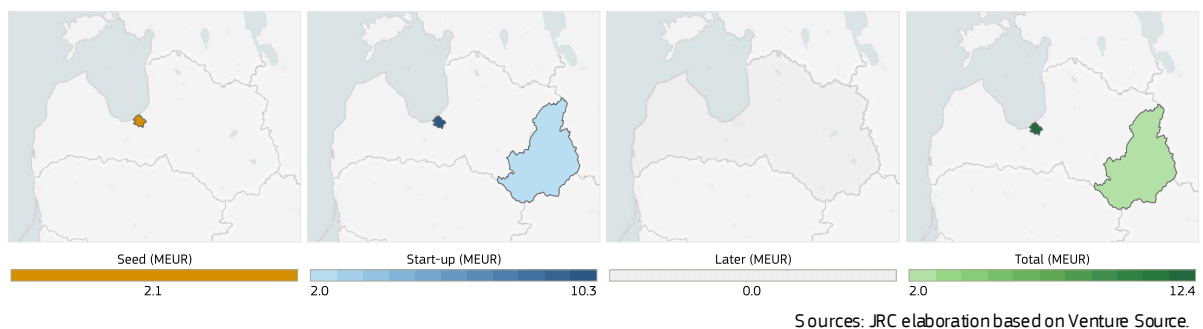 Seed (MEUR)
Start-up (MEUR)
Later (MEUR)
Total (MEUR)
2.1
2.0
10.3
0.0
2.0
12.4
Sources: JRC elaboration based on Venture Source.